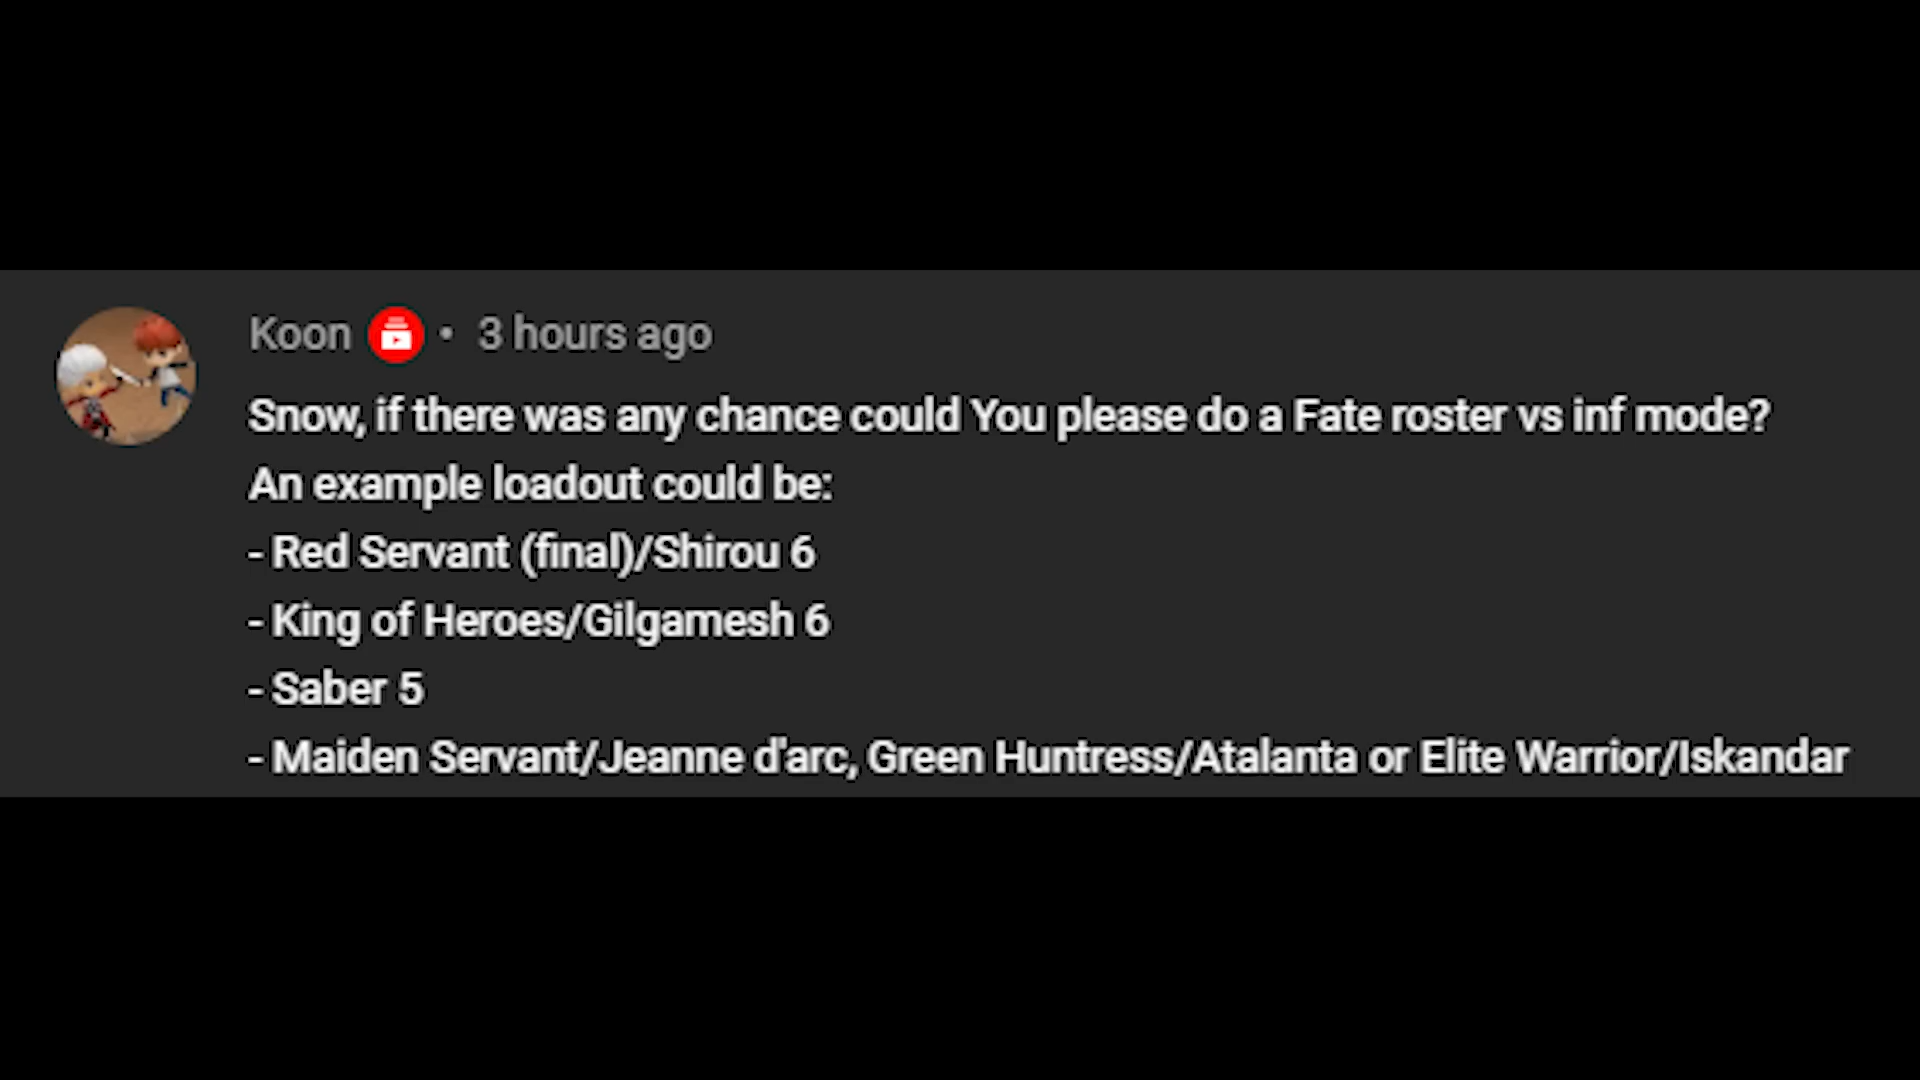 Koon • 3 hours ago
Snow, if there was any chance could You please do a Fate roster vs inf mode?
An example loadout could be:
- Red Servant (final)/Shirou 6
- King of Heroes/Gilgamesh 6
- Saber 5
- Maiden Servant/Jeanne d'arc, Green Huntress/Atalanta or Elite Warrior/Iskandar